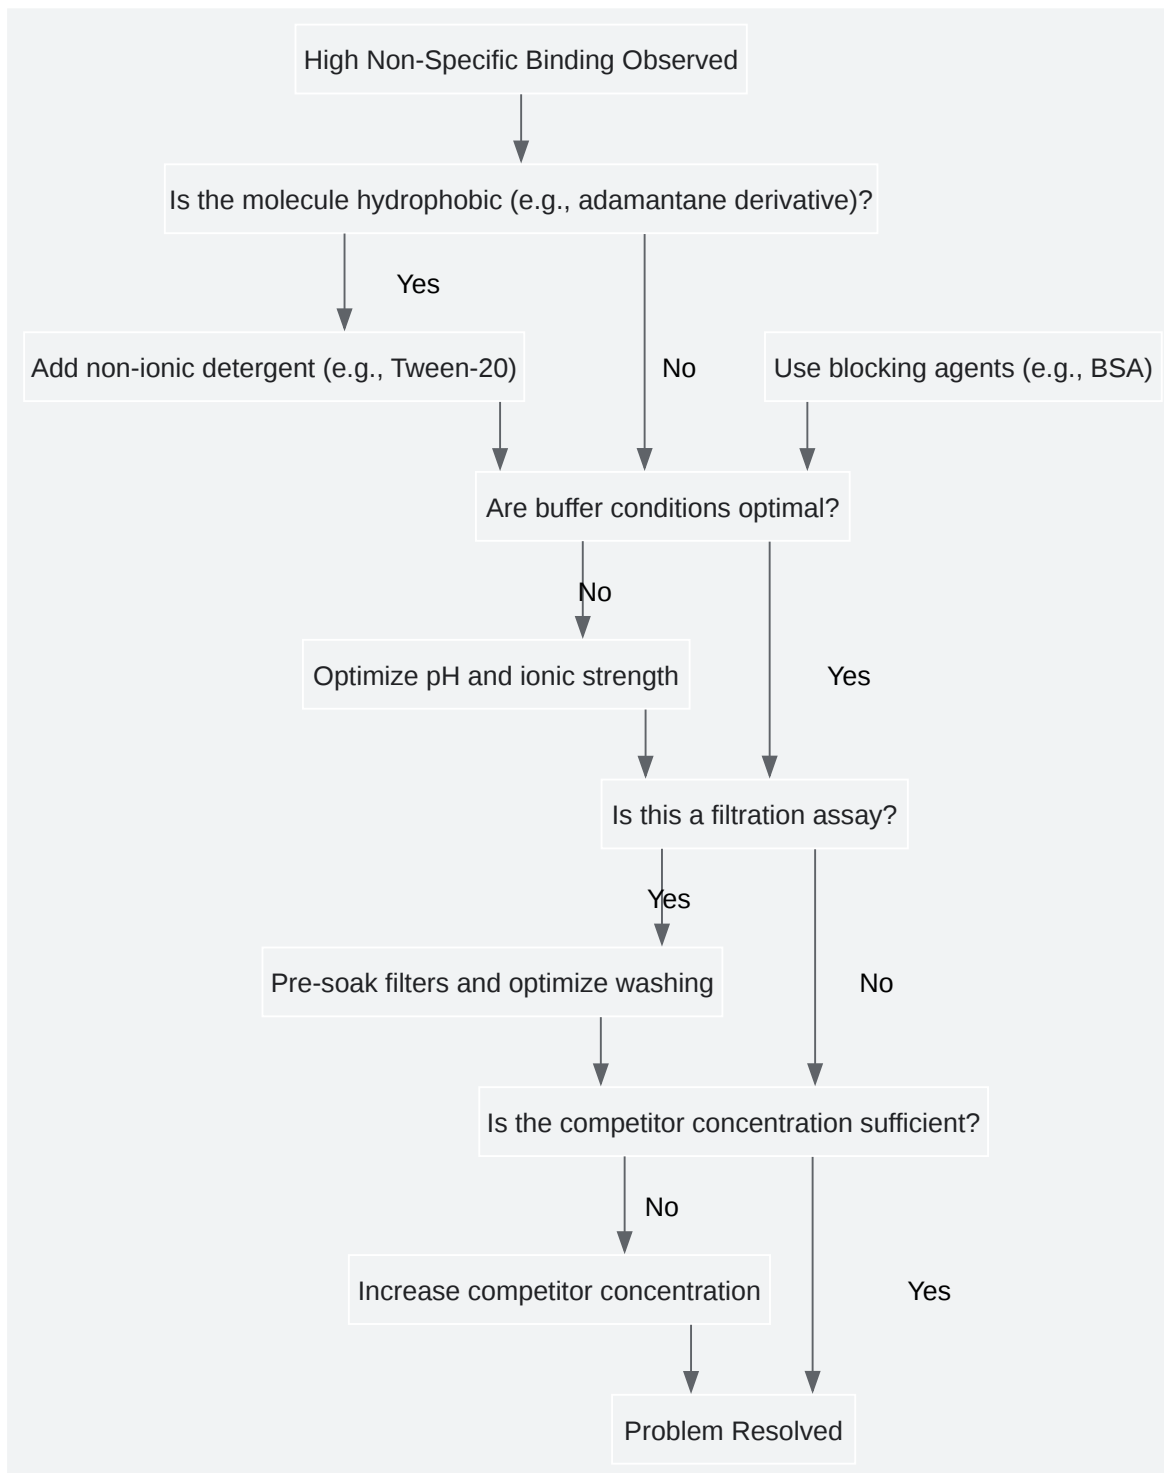 High Non-Specific Binding Observed
Is the molecule hydrophobic (e.g., adamantane derivative)?
Yes
Add non-ionic detergent (e.g., Tween-20)
No
Use blocking agents (e.g., BSA)
Are buffer conditions optimal?
No
Optimize pH and ionic strength
Yes
Is this a filtration assay?
Yes
Pre-soak filters and optimize washing
No
Is the competitor concentration sufficient?
No
Increase competitor concentration
Yes
Problem Resolved